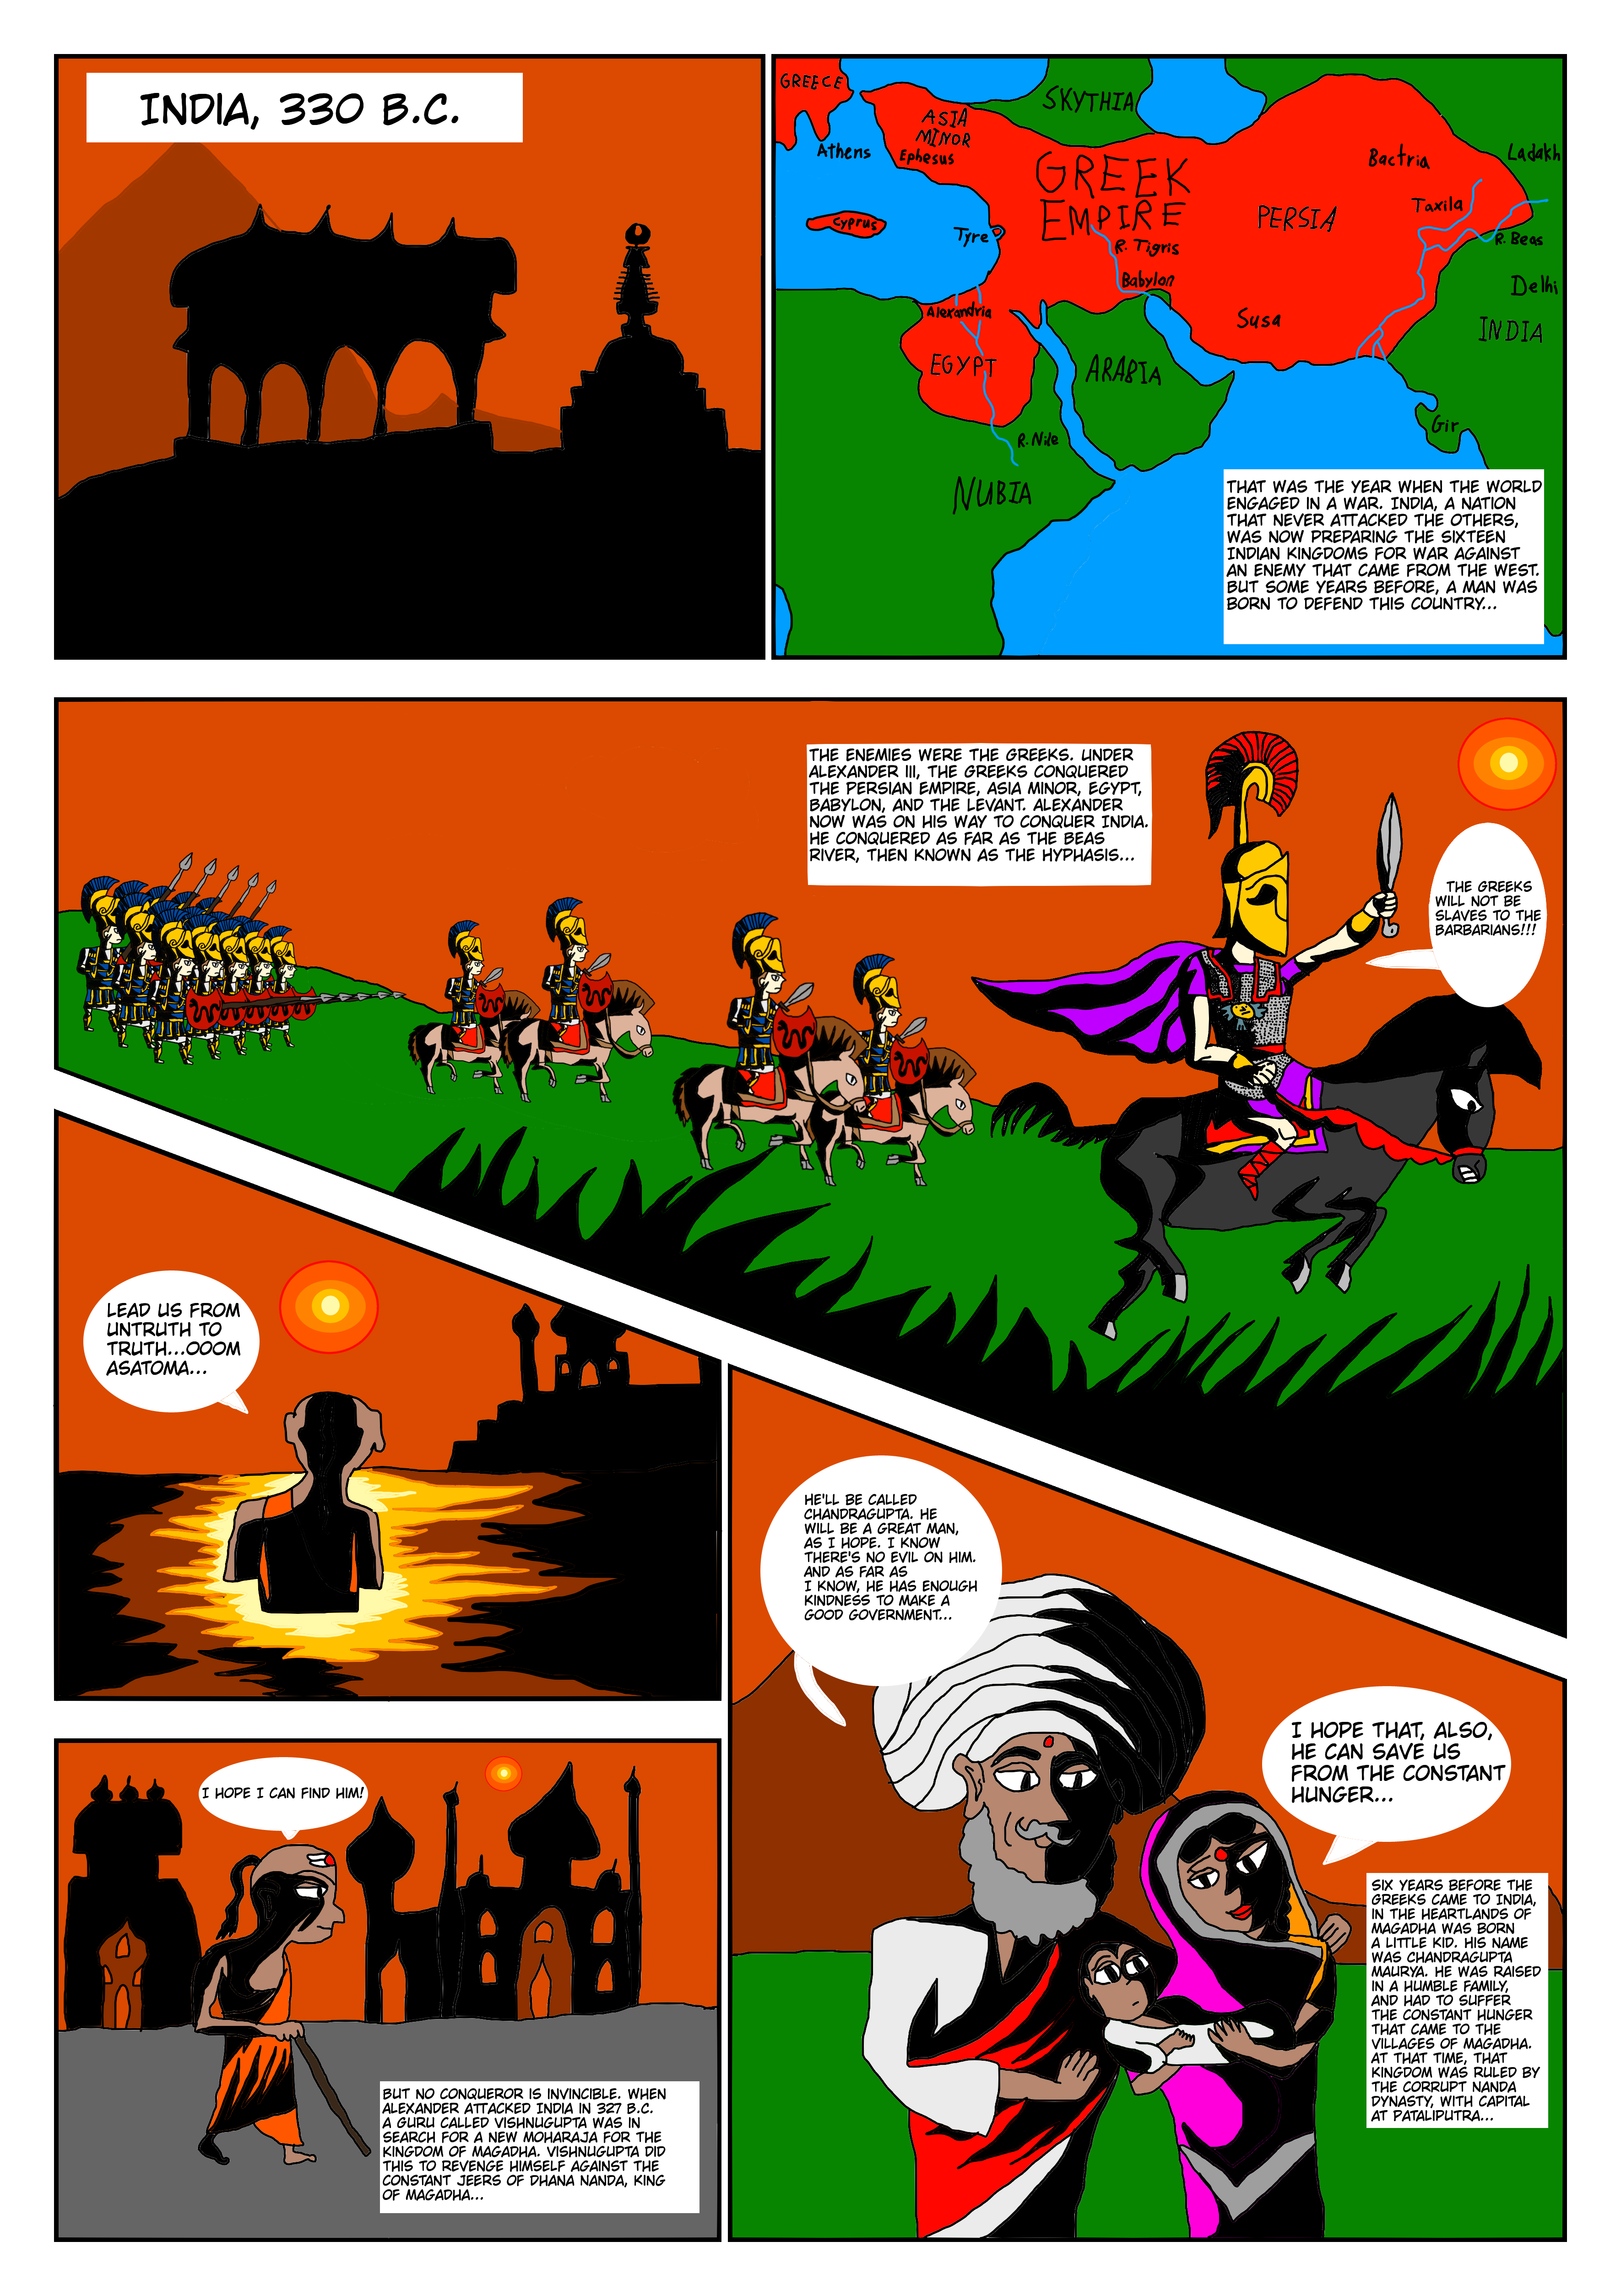 INDIA, 330 B.C.
GREECE
SKYTHIA
ASIA
MINOR
Athens
Ephesus
GREEK
EMPIRE
Bactria
Ladakh
Cyprus
Tyre
PERSIA
Taxila
R. Tigris
R. Beas
Babylon
Delhi
Alexandria
Susa
INDIA
EGYPT
ARABIA
Gir
R. Nile
NUBIA
THAT WAS THE YEAR WHEN THE WORLD
ENGAGED IN A WAR. INDIA, A NATION
THAT NEVER ATTACKED THE OTHERS,
WAS NOW PREPARING THE SIXTEEN
INDIAN KINGDOMS FOR WAR AGAINST
AN ENEMY THAT CAME FROM THE WEST.
BUT SOME YEARS BEFORE, A MAN WAS
BORN TO DEFEND THIS COUNTRY...
THE ENEMIES WERE THE GREEKS. UNDER
ALEXANDER III, THE GREEKS CONQUERED
THE PERSIAN EMPIRE, ASIA MINOR, EGYPT,
BABYLON, AND THE LEVANT. ALEXANDER
NOW WAS ON HIS WAY TO CONQUER INDIA.
HE CONQUERED AS FAR AS THE BEAS
RIVER, THEN KNOWN AS THE HYPHASIS...
THE GREEKS
WILL NOT BE
SLAVES TO THE
BARBARIANS!!!
LEAD US FROM
UNTRUTH TO
TRUTH...OOOM
ASATOMA...
HE'LL BE CALLED
CHANDRAGUPTA. HE
WILL BE A GREAT MAN,
AS I HOPE. I KNOW
THERE'S NO EVIL ON HIM.
AND AS FAR AS
I KNOW, HE HAS ENOUGH
KINDNESS TO MAKE A
GOOD GOVERNMENT...
I HOPE THAT, ALSO,
HE CAN SAVE US
FROM THE CONSTANT
HUNGER...
SIX YEARS BEFORE THE
GREEKS CAME TO INDIA,
IN THE HEARTLANDS OF
MAGADHA WAS BORN
A LITTLE KID. HIS NAME
WAS CHANDRAGUPTA
MAURYA. HE WAS RAISED
IN A HUMBLE FAMILY,
AND HAD TO SUFFER
THE CONSTANT HUNGER
THAT CAME TO THE
VILLAGES OF MAGADHA.
AT THAT TIME, THAT
KINGDOM WAS RULED BY
THE CORRUPT NANDA
DYNASTY, WITH CAPITAL
AT PATALIPUTRA...
I HOPE I CAN FIND HIM!
BUT NO CONQUEROR IS INVINCIBLE. WHEN
ALEXANDER ATTACKED INDIA IN 327 B.C.
A GURU CALLED VISHNUGUPTA WAS IN
SEARCH FOR A NEW MOHARAJA FOR THE
KINGDOM OF MAGADHA. VISHNUGUPTA DID
THIS TO REVENGE HIMSELF AGAINST THE
CONSTANT JEERS OF DHANA NANDA, KING
OF MAGADHA...